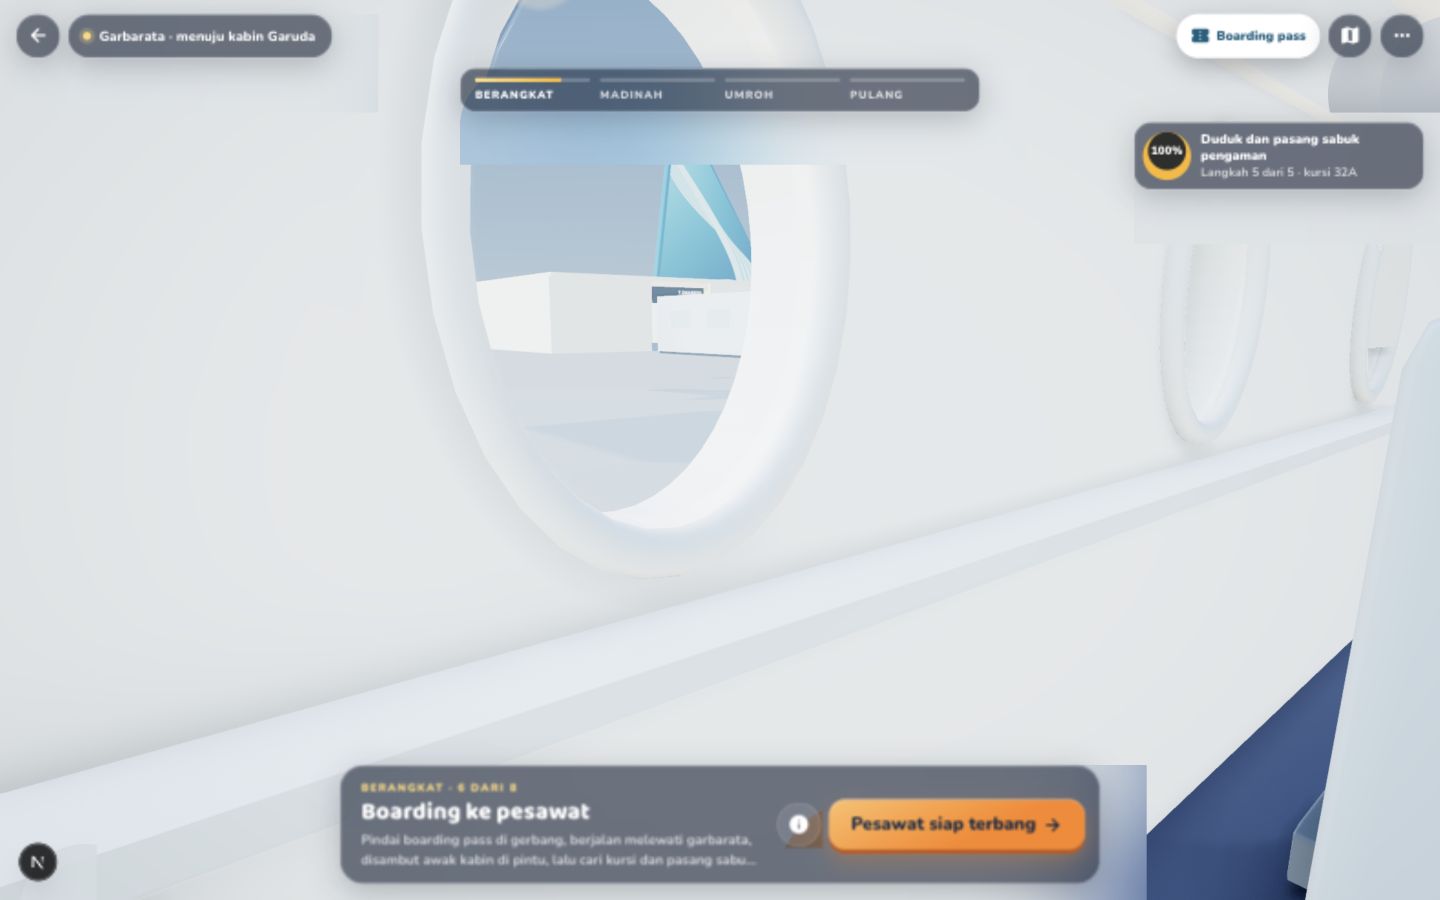 Garbarata · menuju kabin Garuda
Boarding pass
BERANGKAT
MADINAH
UMROH
PULANG
100%
Duduk dan pasang sabuk
pengaman
Langkah 5 dari 5 · kursi 32A
BERANGKAT · 6 DARI 8
Boarding ke pesawat
Pindai boarding pass di gerbang, berjalan melewati garbarata,
disambut awak kabin di pintu, lalu cari kursi dan pasang sabu...
Pesawat siap terbang →
N